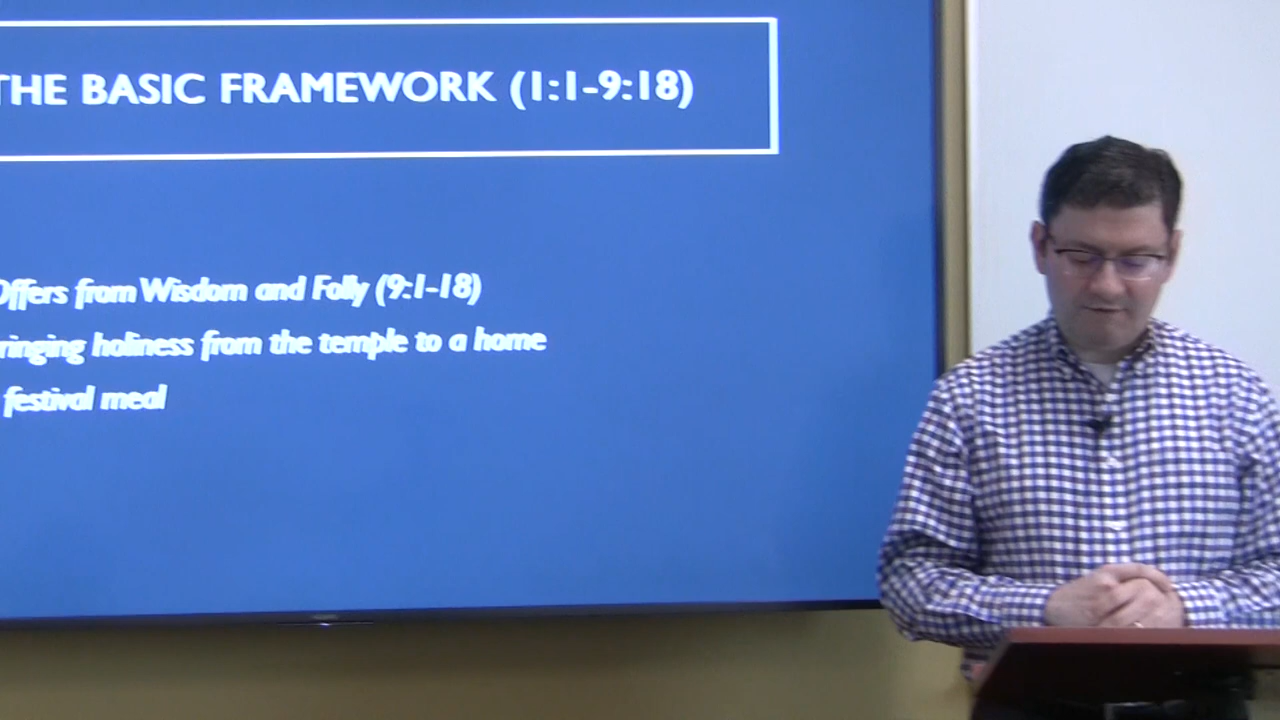 THE BASIC FRAMEWORK (1:1-9:18)
Offers from Wisdom and Folly (9:1-18)
ringing holiness from the temple to a home
festival meal